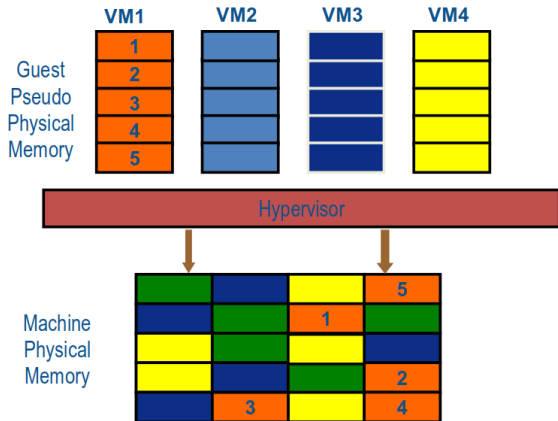 VM1 VM2 VM3 VM4
Guest
Pseudo
Physical
Memory
1
2
3
4
5
Hypervisor
Machine
Physical
Memory
5
1
2
3 4